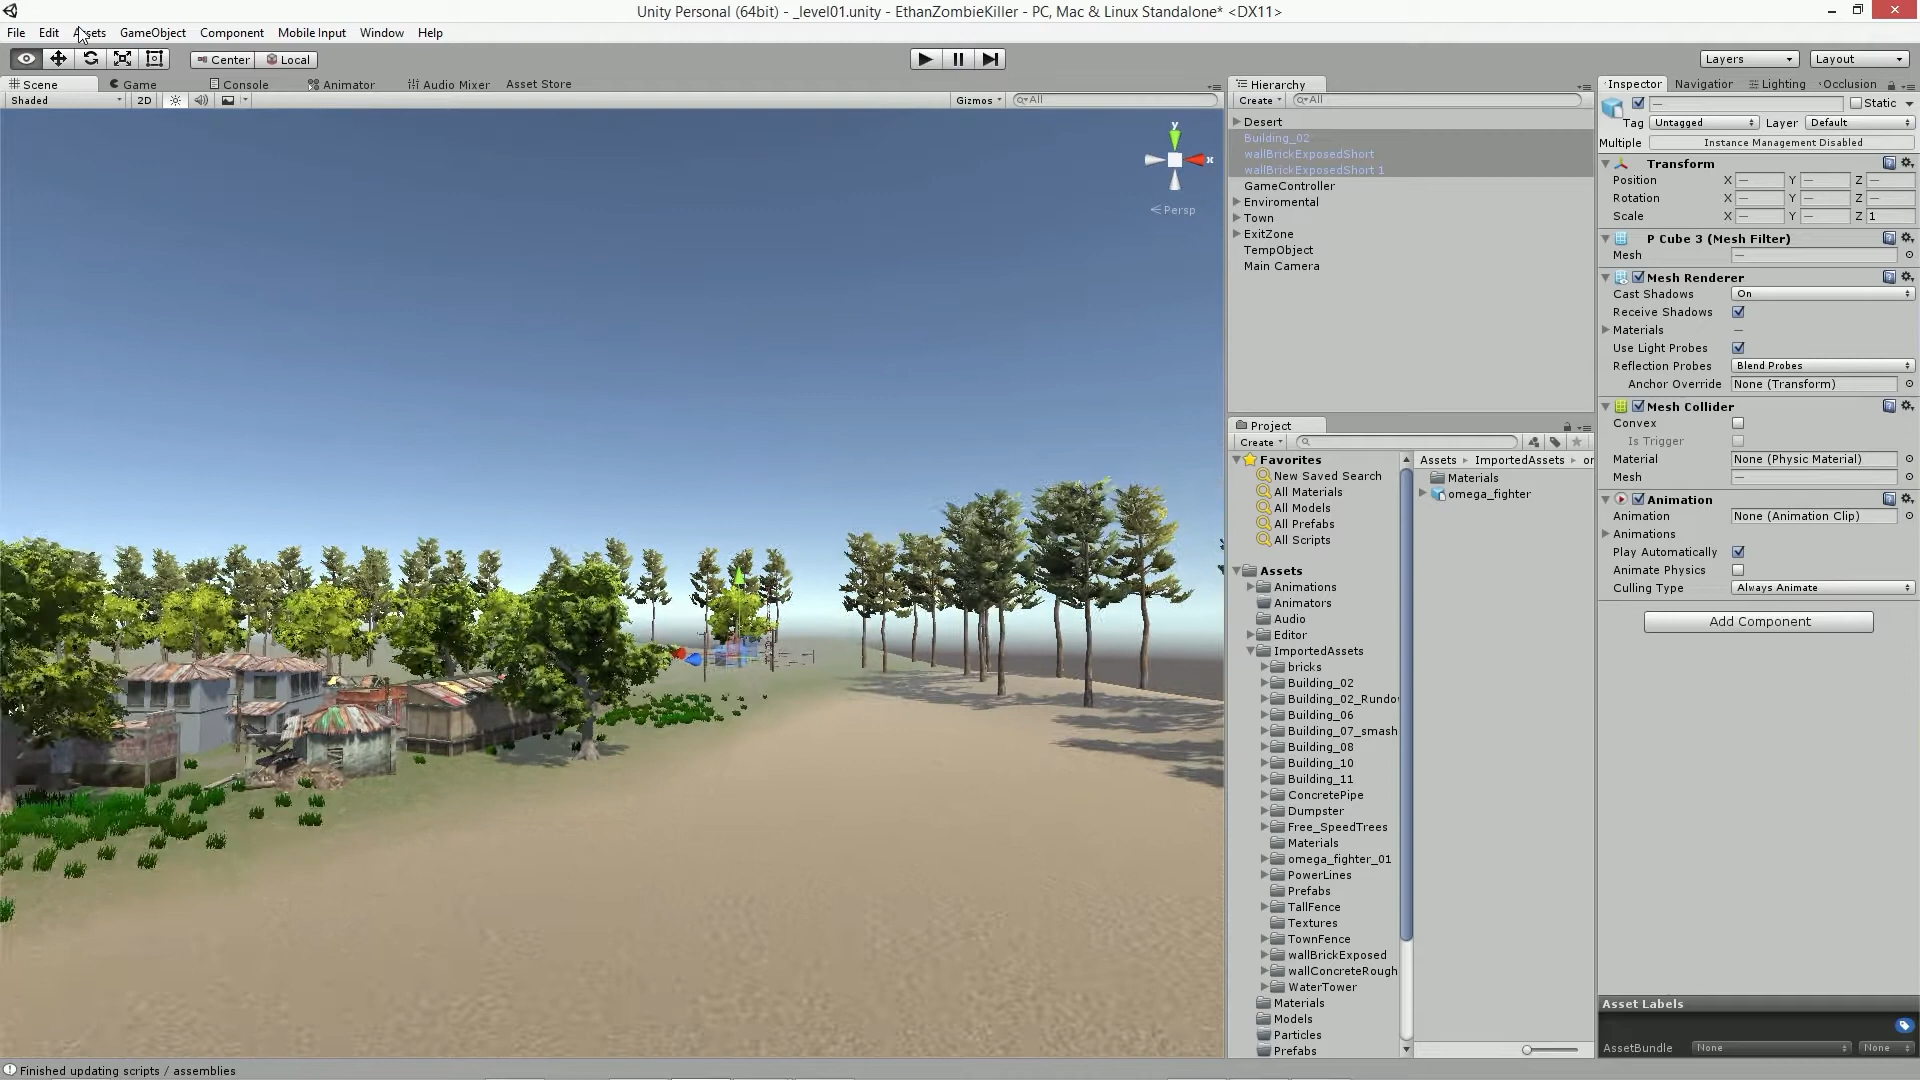 Unity Personal (64bit) - _level01.unity - EthanZombieKiller - PC, Mac & Linux Standalone* <DX11>
File Edit Assets GameObject Component Mobile Input Window Help
Center Local Layers Layout
Scene Game Console Animator Audio Mixer Asset Store
Shaded 2D Gizmos All
y
x
Persp
Hierarchy
Create All
Desert
Building_02
wallBrickExposedShort
wallBrickExposedShort 1
GameController
Enviromental
Town
ExitZone
TempObject
Main Camera
Project
Create
Favorites
New Saved Search
All Materials
All Models
All Prefabs
All Scripts
Assets
Animations
Animators
Audio
Editor
ImportedAssets
bricks
Building_02
Building_02_Rundo
Building_06
Building_07_smash
Building_08
Building_10
Building_11
ConcretePipe
Dumpster
Free_SpeedTrees
Materials
omega_fighter_01
PowerLines
Prefabs
TallFence
Textures
TownFence
wallBrickExposed
wallConcreteRough
WaterTower
Materials
Models
Particles
Prefabs
Assets ImportedAssets or
Materials
omega_fighter
Inspector Navigation Lighting Occlusion
— Static
Tag Untagged Layer Default
Multiple Instance Management Disabled
Transform
Position X — Y — Z —
Rotation X — Y — Z —
Scale X — Y — Z 1
P Cube 3 (Mesh Filter)
Mesh —
Mesh Renderer
Cast Shadows On
Receive Shadows
Materials —
Use Light Probes
Reflection Probes Blend Probes
Anchor Override None (Transform)
Mesh Collider
Convex
Is Trigger
Material None (Physic Material)
Mesh —
Animation
Animation None (Animation Clip)
Animations
Play Automatically
Animate Physics
Culling Type Always Animate
Add Component
Asset Labels
AssetBundle None None
Finished updating scripts / assemblies